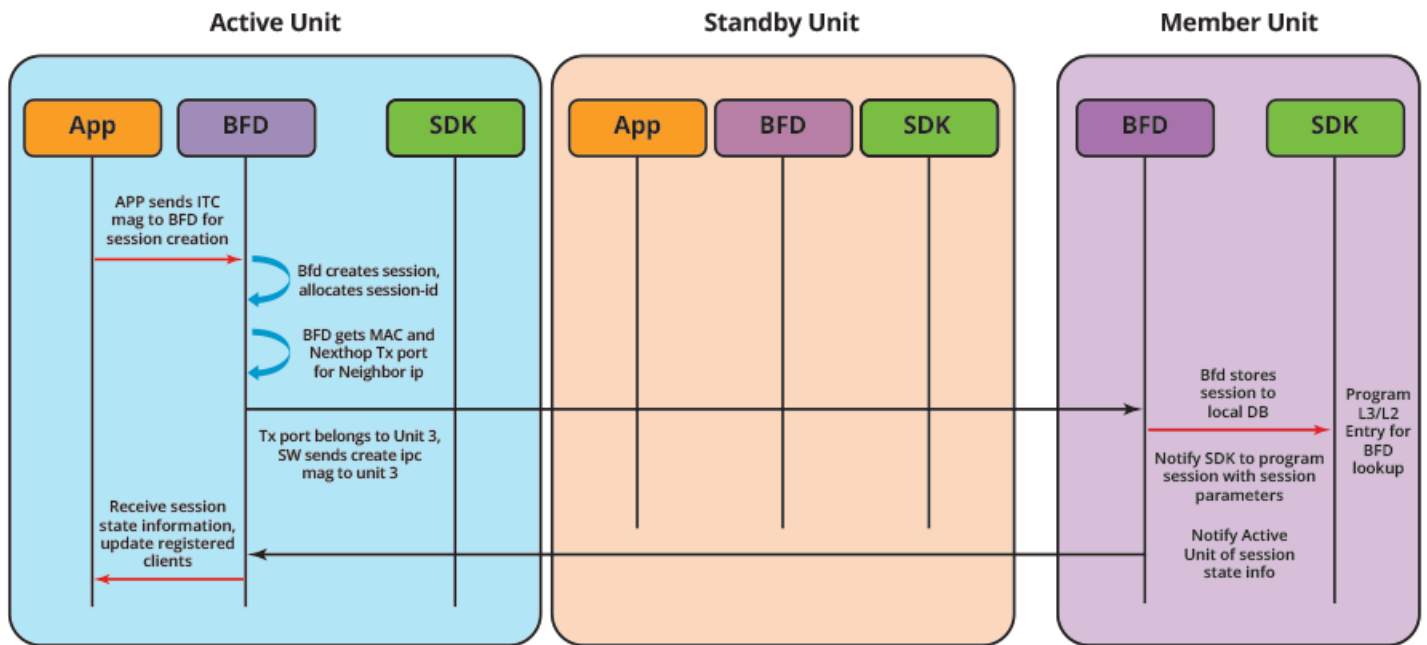 Active Unit
Standby Unit
Member Unit
App
BFD
SDK
App
BFD
SDK
BFD
SDK
APP sends ITC
mag to BFD for
session creation
Bfd creates session,
allocates session-id
BFD gets MAC and
Nexthop Tx port
for Neighbor ip
Tx port belongs to Unit 3,
SW sends create ipc
mag to unit 3
Receive session
state information,
update registered
clients
Bfd stores
session to
local DB
Program
L3/L2
Entry for
BFD
lookup
Notify SDK to program
session with session
parameters
Notify Active
Unit of session
state info